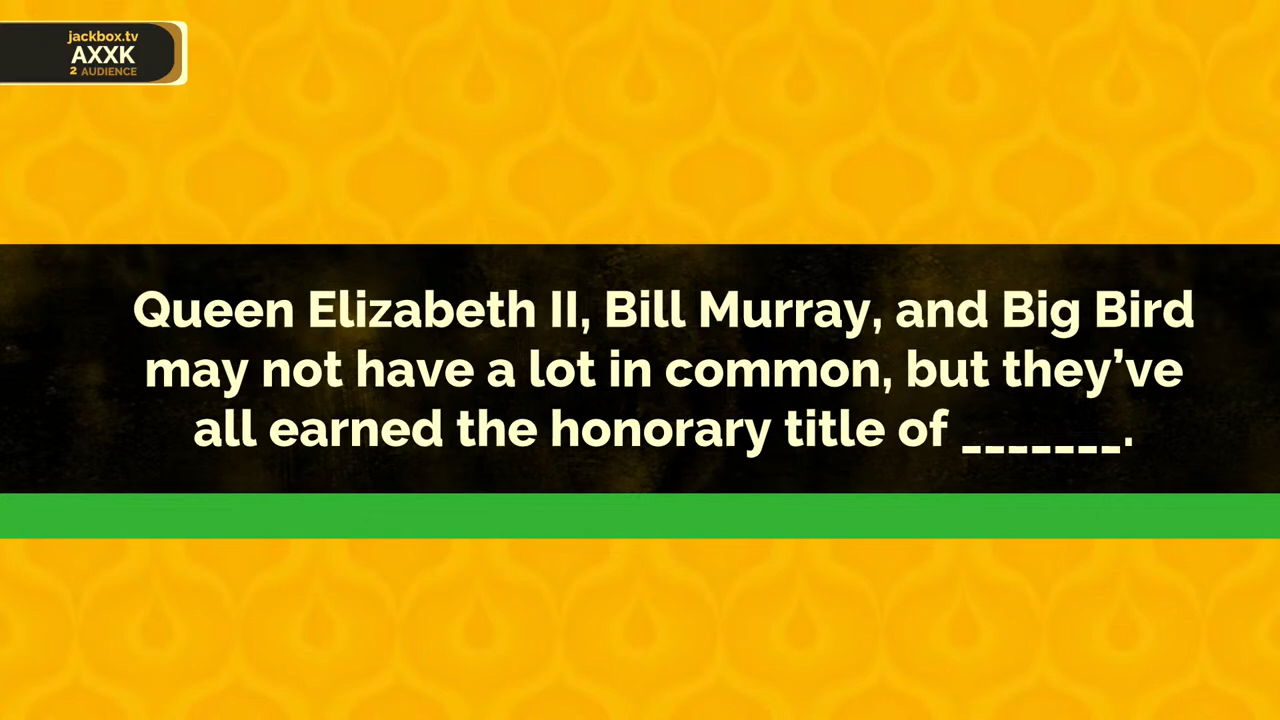 jackbox.tv
AXXK
2 AUDIENCE
Queen Elizabeth II, Bill Murray, and Big Bird
may not have a lot in common, but they’ve
all earned the honorary title of _______.